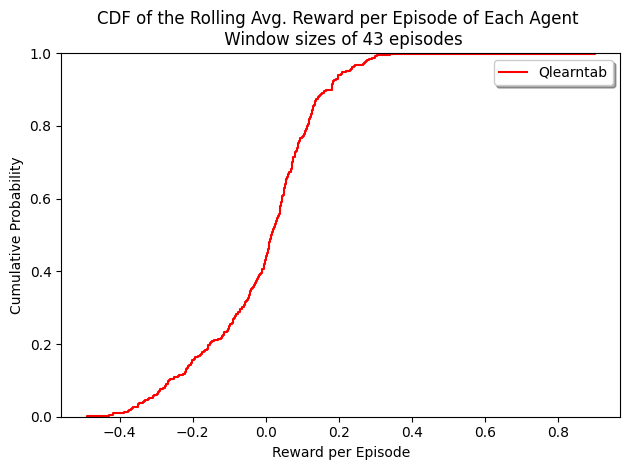 CDF of the Rolling Avg. Reward per Episode of Each Agent
Window sizes of 43 episodes
Qlearntab
1.0
0.8
0.6
0.4
0.2
0.0
Cumulative Probability
−0.4 −0.2 0.0 0.2 0.4 0.6 0.8
Reward per Episode